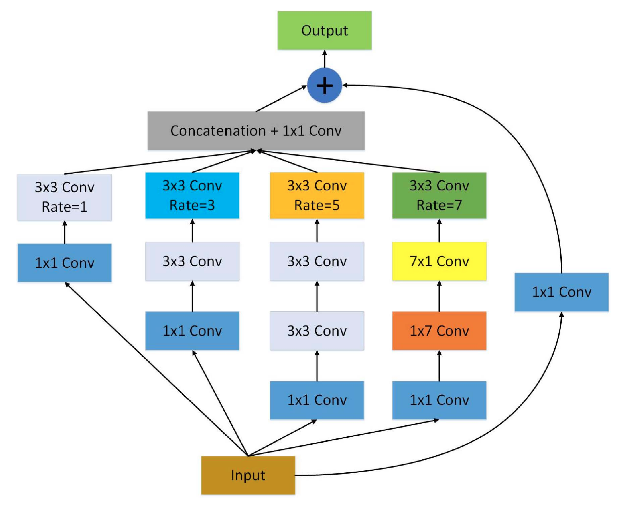 Output
+
Concatenation + 1x1 Conv
3x3 Conv
Rate=1
3x3 Conv
Rate=3
3x3 Conv
Rate=5
3x3 Conv
Rate=7
1x1 Conv
3x3 Conv
3x3 Conv
7x1 Conv
1x1 Conv
1x1 Conv
3x3 Conv
1x7 Conv
1x1 Conv
1x1 Conv
Input